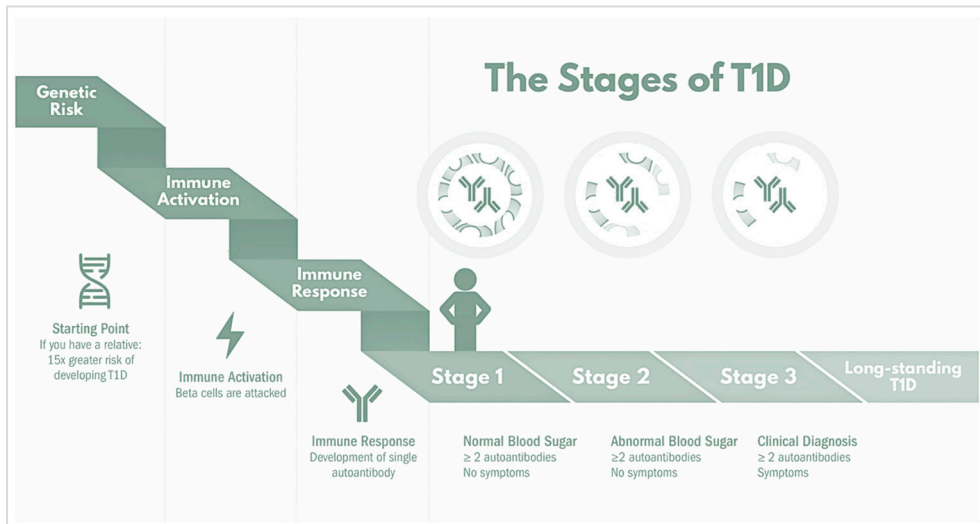 The Stages of T1D
Genetic
Risk
Immune
Activation
Immune
Response
Starting Point
If you have a relative:
15x greater risk of
developing T1D
Immune Activation
Beta cells are attacked
Immune Response
Development of single
autoantibody
Stage 1
Stage 2
Stage 3
Long-standing
T1D
Normal Blood Sugar
≥ 2 autoantibodies
No symptoms
Abnormal Blood Sugar
≥2 autoantibodies
No symptoms
Clinical Diagnosis
≥ 2 autoantibodies
Symptoms